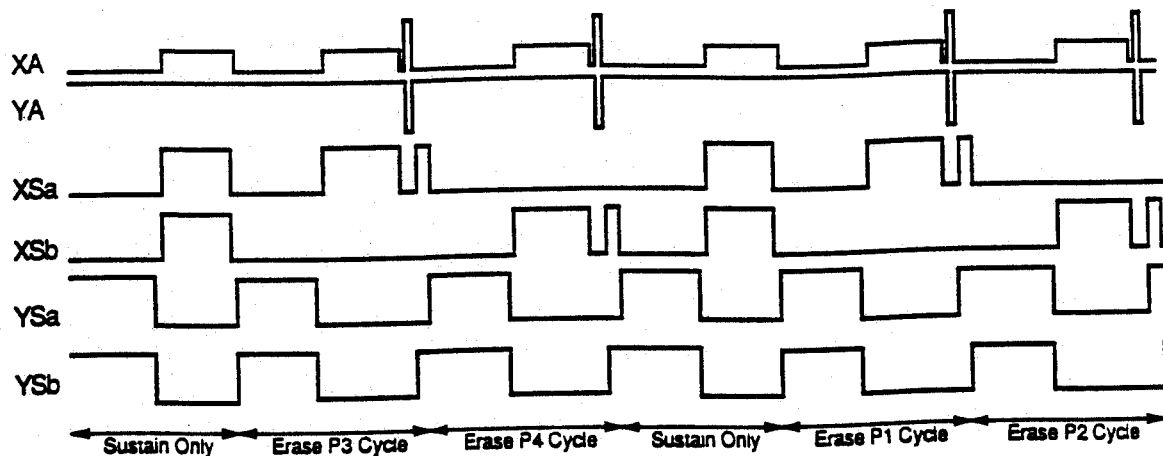 XA
YA
XSa
XSb
YSa
YSb
Sustain Only
Erase P3 Cycle
Erase P4 Cycle
Sustain Only
Erase P1 Cycle
Erase P2 Cycle